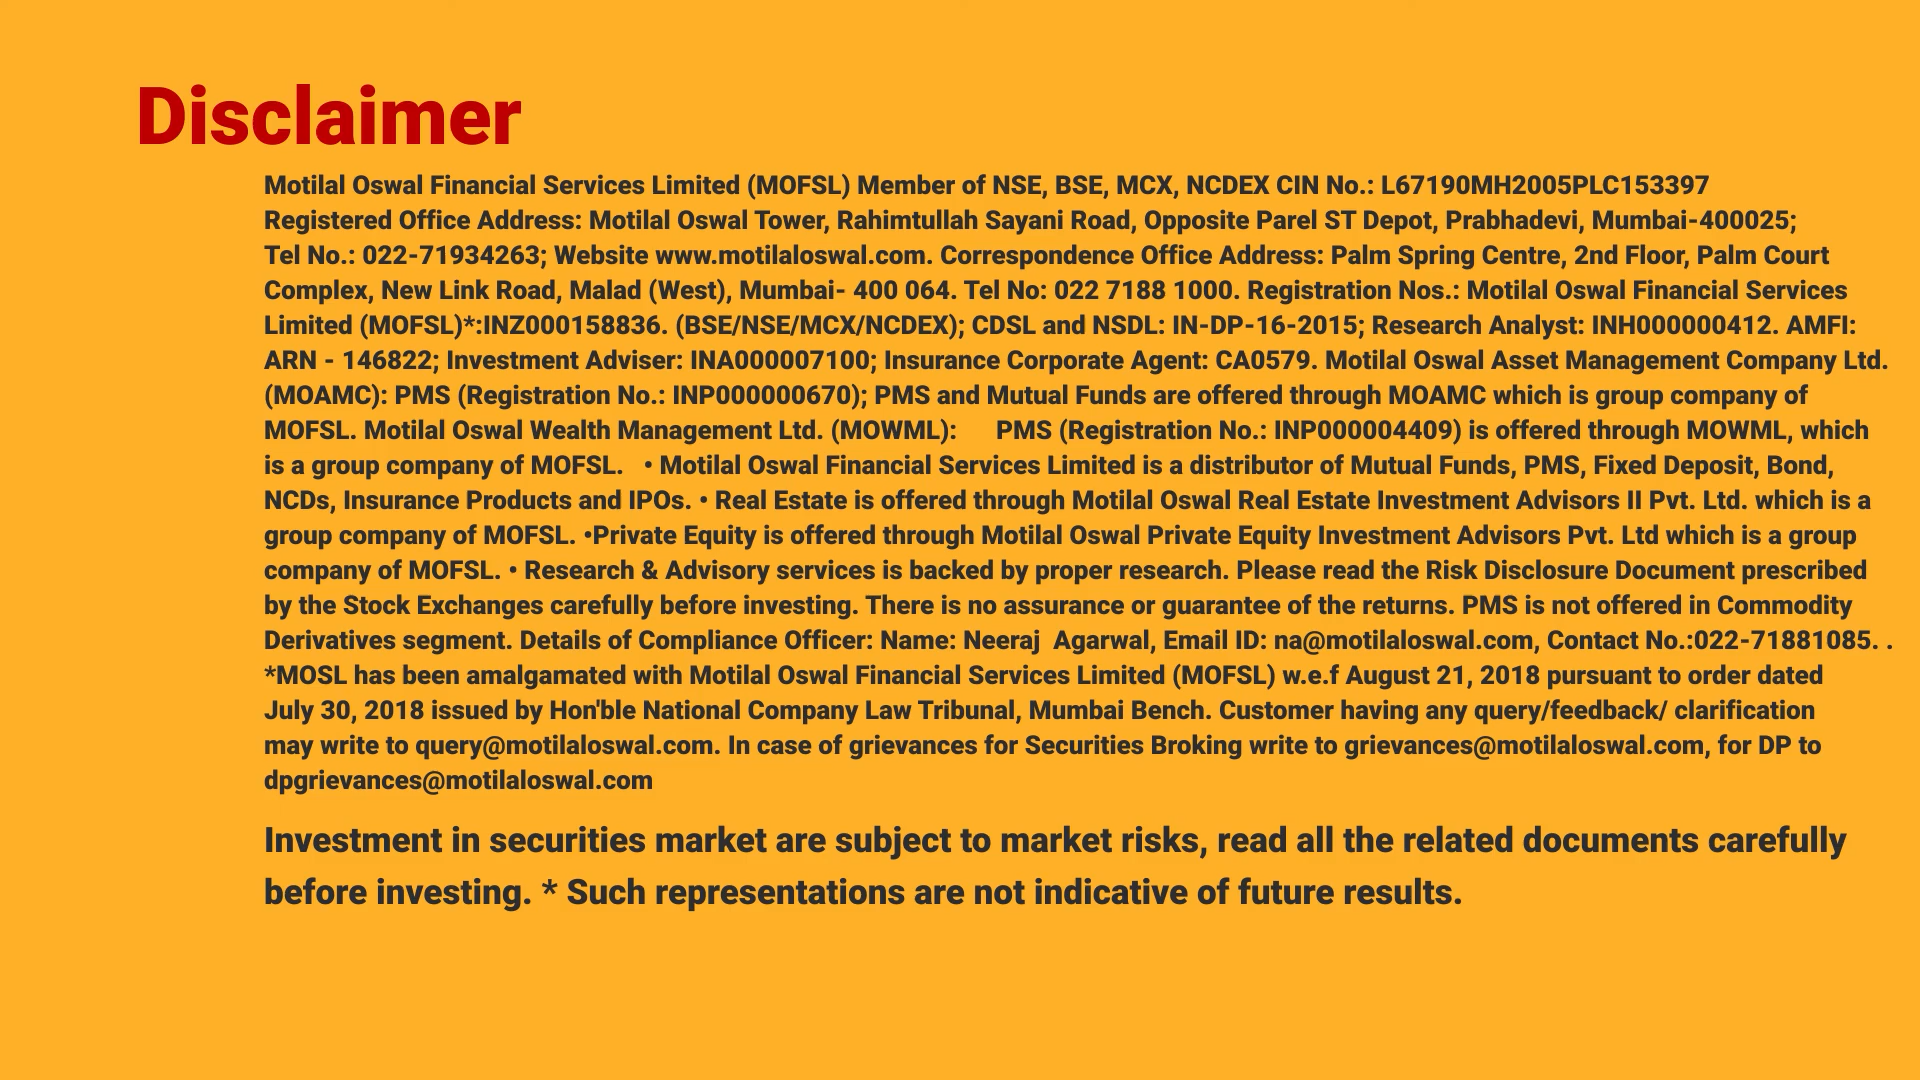 Disclaimer
Motilal Oswal Financial Services Limited (MOFSL) Member of NSE, BSE, MCX, NCDEX CIN No.: L67190MH2005PLC153397
Registered Office Address: Motilal Oswal Tower, Rahimtullah Sayani Road, Opposite Parel ST Depot, Prabhadevi, Mumbai-400025;
Tel No.: 022-71934263; Website www.motilaloswal.com. Correspondence Office Address: Palm Spring Centre, 2nd Floor, Palm Court
Complex, New Link Road, Malad (West), Mumbai- 400 064. Tel No: 022 7188 1000. Registration Nos.: Motilal Oswal Financial Services
Limited (MOFSL)*:INZ000158836. (BSE/NSE/MCX/NCDEX); CDSL and NSDL: IN-DP-16-2015; Research Analyst: INH000000412. AMFI:
ARN - 146822; Investment Adviser: INA000007100; Insurance Corporate Agent: CA0579. Motilal Oswal Asset Management Company Ltd.
(MOAMC): PMS (Registration No.: INP000000670); PMS and Mutual Funds are offered through MOAMC which is group company of
MOFSL. Motilal Oswal Wealth Management Ltd. (MOWML): PMS (Registration No.: INP000004409) is offered through MOWML, which
is a group company of MOFSL. • Motilal Oswal Financial Services Limited is a distributor of Mutual Funds, PMS, Fixed Deposit, Bond,
NCDs, Insurance Products and IPOs. • Real Estate is offered through Motilal Oswal Real Estate Investment Advisors II Pvt. Ltd. which is a
group company of MOFSL. •Private Equity is offered through Motilal Oswal Private Equity Investment Advisors Pvt. Ltd which is a group
company of MOFSL. • Research & Advisory services is backed by proper research. Please read the Risk Disclosure Document prescribed
by the Stock Exchanges carefully before investing. There is no assurance or guarantee of the returns. PMS is not offered in Commodity
Derivatives segment. Details of Compliance Officer: Name: Neeraj Agarwal, Email ID: na@motilaloswal.com, Contact No.:022-71881085. .
*MOSL has been amalgamated with Motilal Oswal Financial Services Limited (MOFSL) w.e.f August 21, 2018 pursuant to order dated
July 30, 2018 issued by Hon'ble National Company Law Tribunal, Mumbai Bench. Customer having any query/feedback/ clarification
may write to query@motilaloswal.com. In case of grievances for Securities Broking write to grievances@motilaloswal.com, for DP to
dpgrievances@motilaloswal.com
Investment in securities market are subject to market risks, read all the related documents carefully
before investing. * Such representations are not indicative of future results.